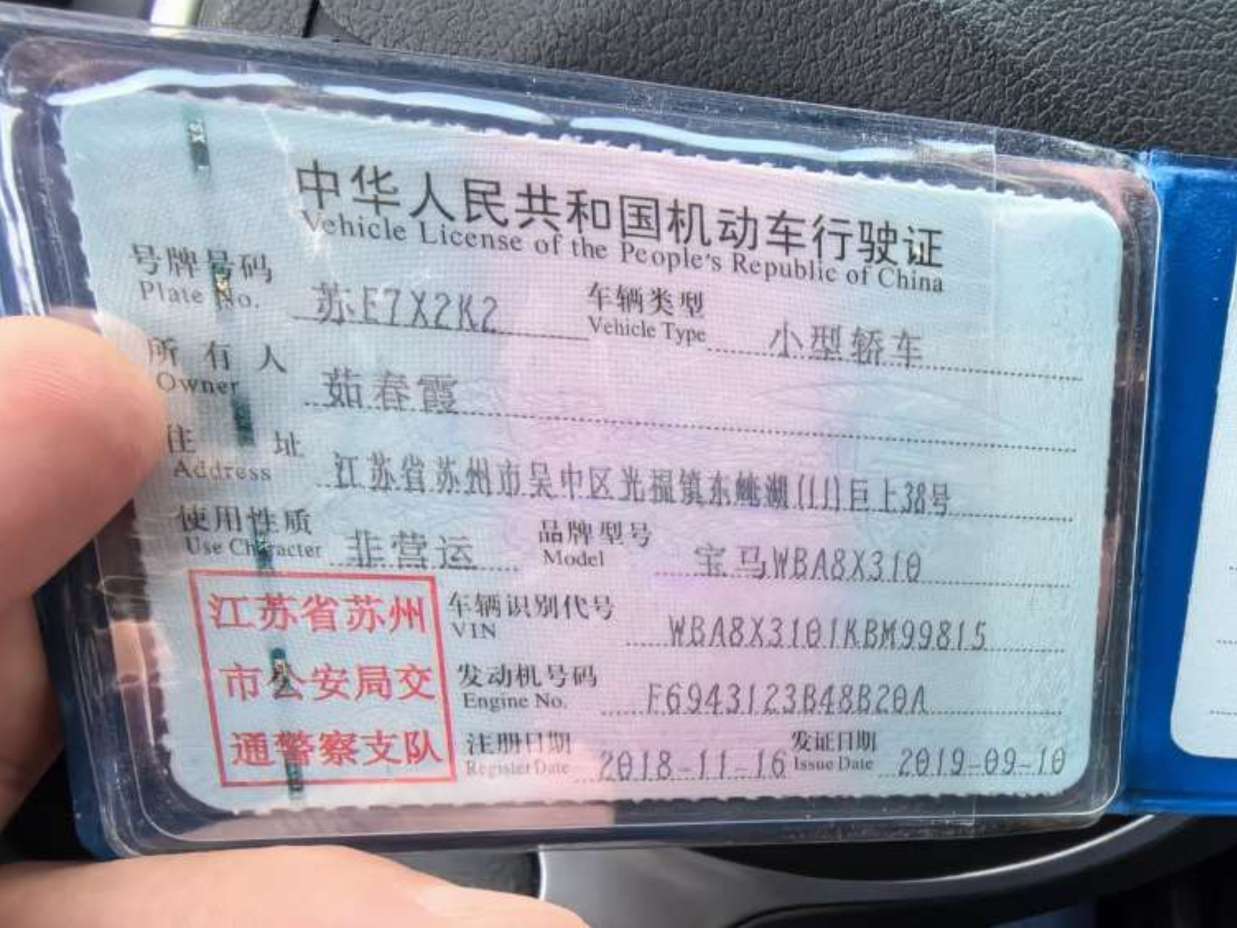 中华人民共和国机动车行驶证
Vehicle License of the People's Republic of China
号牌号码 苏E7X2K2 车辆类型 小型轿车
Plate No. Vehicle Type
所有人 茹春霞
Owner
住址 江苏省苏州市吴中区光福镇东崦湖(11)巨上38号
Address
使用性质 非营运 品牌型号 宝马WBA8X310
Use Character Model
江苏省苏州
市公安局交
通警察支队
车辆识别代号 WBA8X3101KBM99815
VIN
发动机号码 F6943123B48B20A
Engine No.
注册日期 2018-11-16 发证日期 2019-09-10
Register Date Issue Date